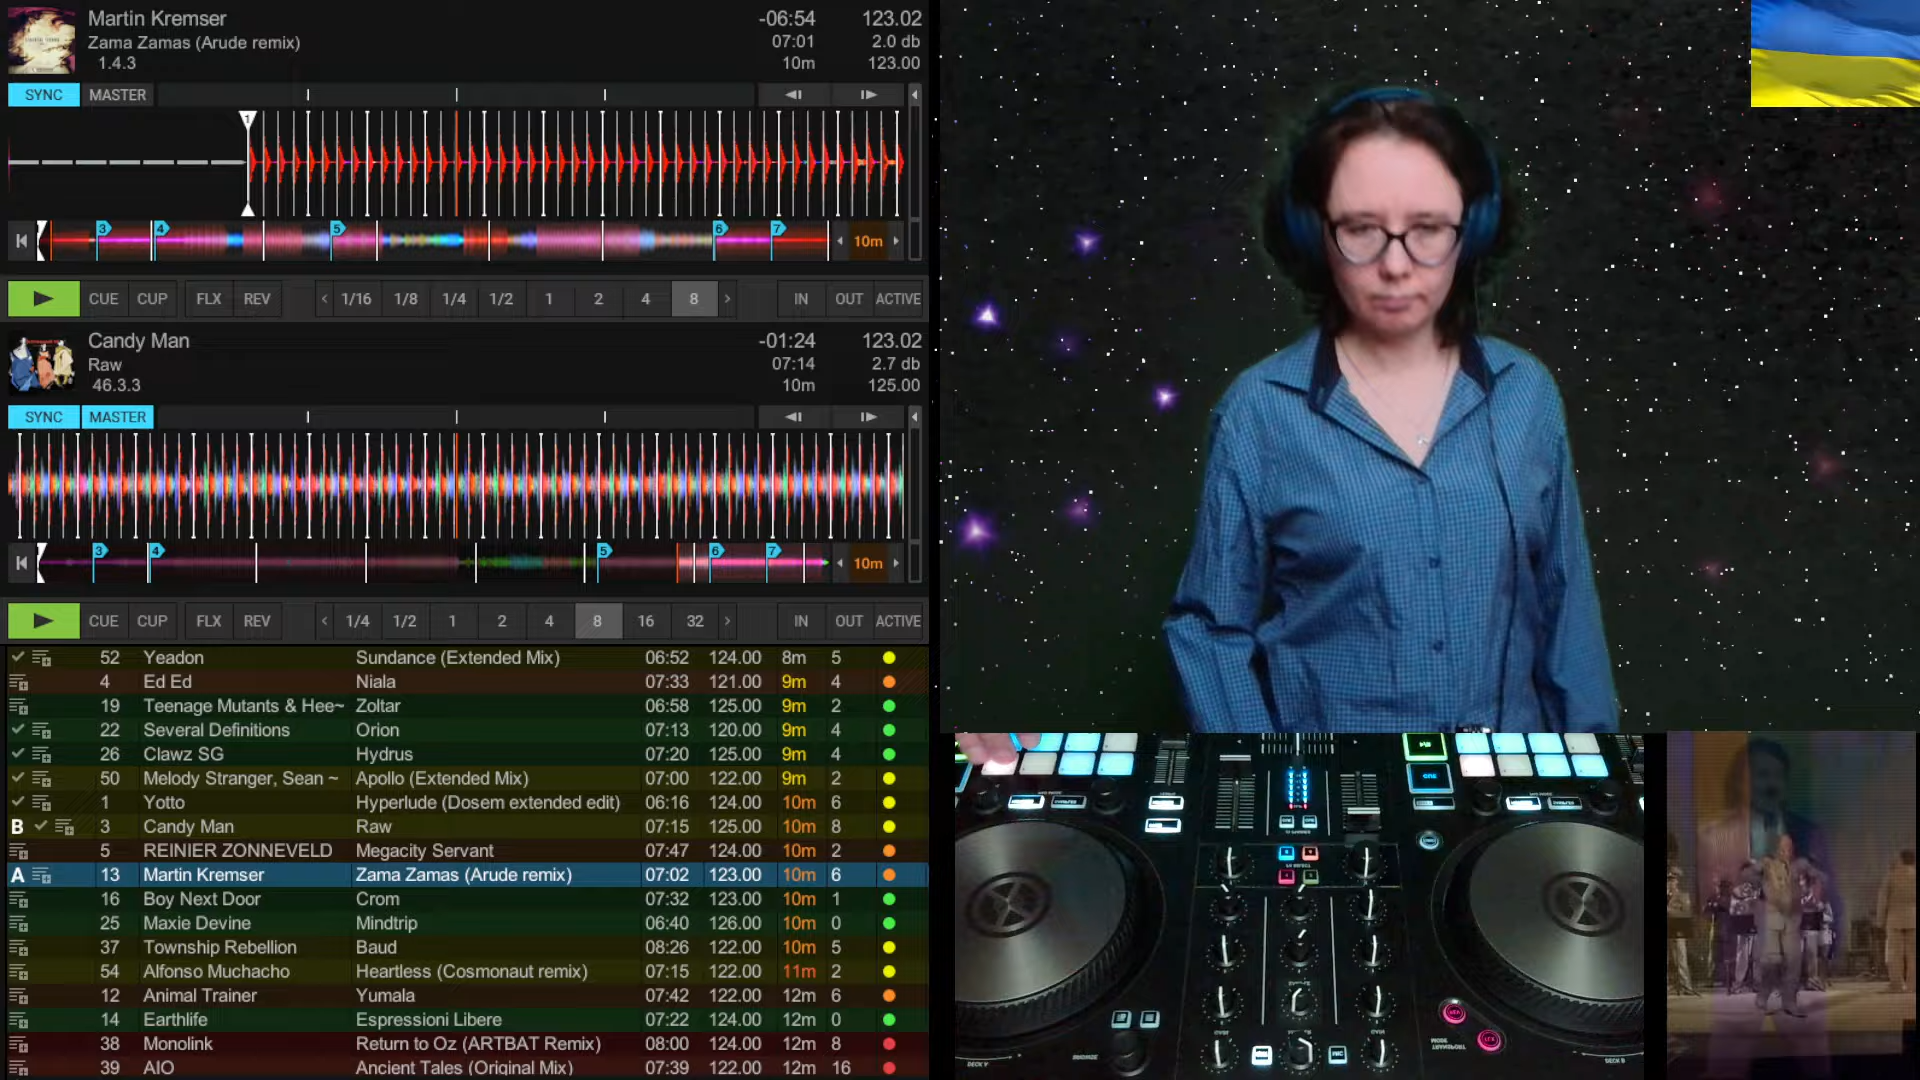 Martin Kremser -06:54 123.02
Zama Zamas (Arude remix) 07:01 2.0 db
1.4.3 10m 123.00
SYNC MASTER
1
3 4 5 6 7 10m
CUE CUP FLX REV 1/16 1/8 1/4 1/2 1 2 4 8 IN OUT ACTIVE
Candy Man -01:24 123.02
Raw 07:14 2.7 db
46.3.3 10m 125.00
SYNC MASTER
3 4 5 6 7 10m
CUE CUP FLX REV 1/4 1/2 1 2 4 8 16 32 IN OUT ACTIVE
52 Yeadon Sundance (Extended Mix) 06:52 124.00 8m 5
4 Ed Ed Niala 07:33 121.00 9m 4
19 Teenage Mutants & Hee~ Zoltar 06:58 125.00 9m 2
22 Several Definitions Orion 07:13 120.00 9m 4
26 Clawz SG Hydrus 07:20 125.00 9m 4
50 Melody Stranger, Sean ~ Apollo (Extended Mix) 07:00 122.00 9m 2
1 Yotto Hyperlude (Dosem extended edit) 06:16 124.00 10m 6
B 3 Candy Man Raw 07:15 125.00 10m 8
5 REINIER ZONNEVELD Megacity Servant 07:47 124.00 10m 2
A 13 Martin Kremser Zama Zamas (Arude remix) 07:02 123.00 10m 6
16 Boy Next Door Crom 07:32 123.00 10m 1
25 Maxie Devine Mindtrip 06:40 126.00 10m 0
37 Township Rebellion Baud 08:26 122.00 10m 5
54 Alfonso Muchacho Heartless (Cosmonaut remix) 07:15 122.00 11m 2
12 Animal Trainer Yumala 07:42 122.00 12m 6
14 Earthlife Espressioni Libere 07:22 124.00 12m 0
38 Monolink Return to Oz (ARTBAT Remix) 08:00 124.00 12m 8
39 AIO Ancient Tales (Original Mix) 07:39 122.00 12m 16